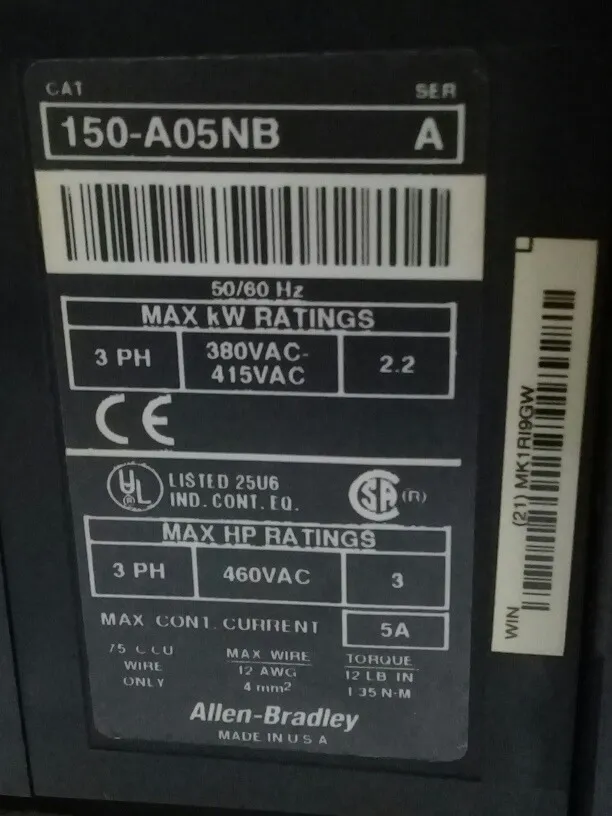 CAT SER
150-A05NB A
50/60 Hz
MAX kW RATINGS
3 PH 380VAC-415VAC 2.2
CE
UL (R) LISTED 25U6
IND. CONT. EQ.
SA (R)
MAX HP RATINGS
3 PH 460VAC 3
MAX CONT. CURRENT 5A
75 C CU
WIRE
ONLY
MAX WIRE
12 AWG
4 mm²
TORQUE
12 LB IN
1.35 N-M
Allen-Bradley
MADE IN U S A
(21) MK1RI9GW
WIN